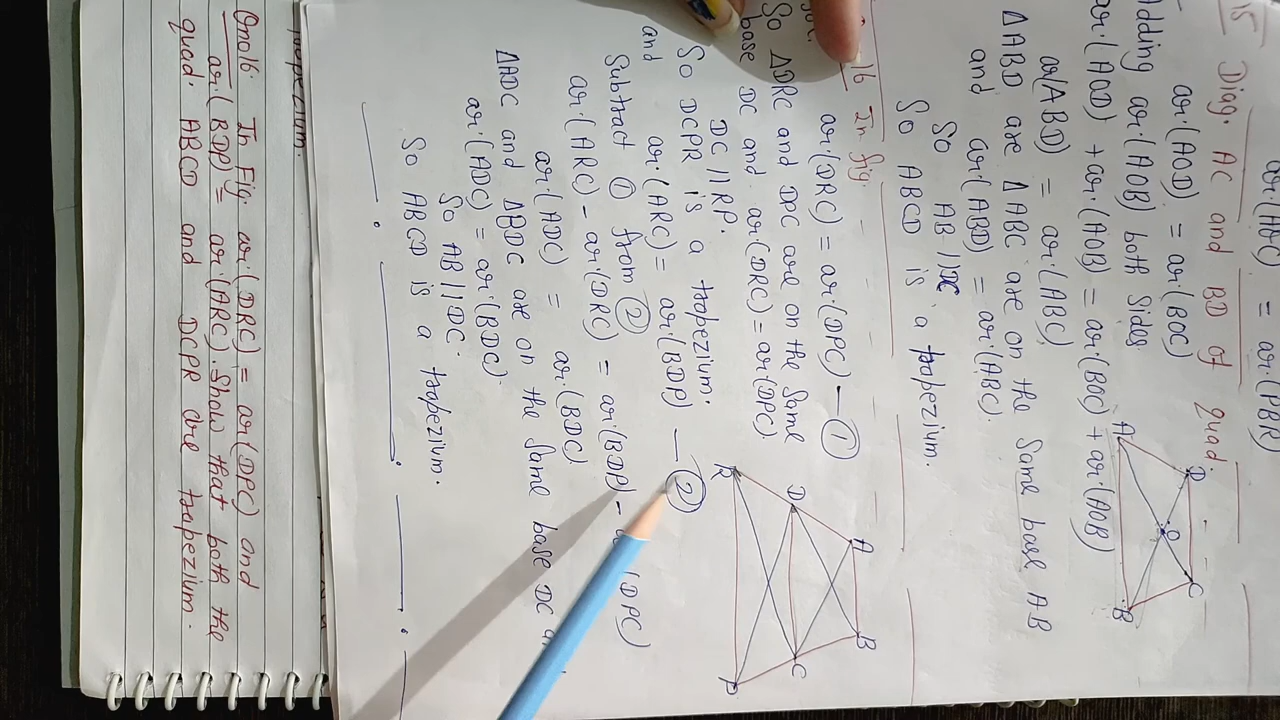 = ar(PBR)
15 Digg. AC and BD of quad.
ar(AOD) = ar(BOC)
Adding ar(AOB) both Sides
ar(AOD) + ar(AOB) = ar(BOC) + ar(AOB)
ar(ABD) = ar(ABC)
ΔABD are ΔABC are on the Same base AB
and ar(ABD) = ar(ABC).
So AB || DC
So ABCD is a trapezium.
A
D
O
C
B
16 In fig.
ar(DRC) = ar(DPC) — ①
So ΔDRC and DPC are on the Same
base DC and ar(DRC) = ar(DPC)
DC || RP.
So DCPR is a trapezium.
and ar(ARC) = ar(BDP) — ②
Subtract ① from ②
ar(ARC) - ar(DRC) = ar(BDP) - (DPC)
ar(ADC) = ar(BDC)
ΔADC and ΔBDC are on the Same base DC
ar(ADC) = ar(BDC)
So AB || DC.
So ABCD is a trapezium.
A
B
D
C
R
P
trapezium.
Qno16 In Fig. ar(DRC) = ar(DPC) and
ar(BDP) = ar(ARC). Show that both the
quad. ABCD and DCPR are trapezium.